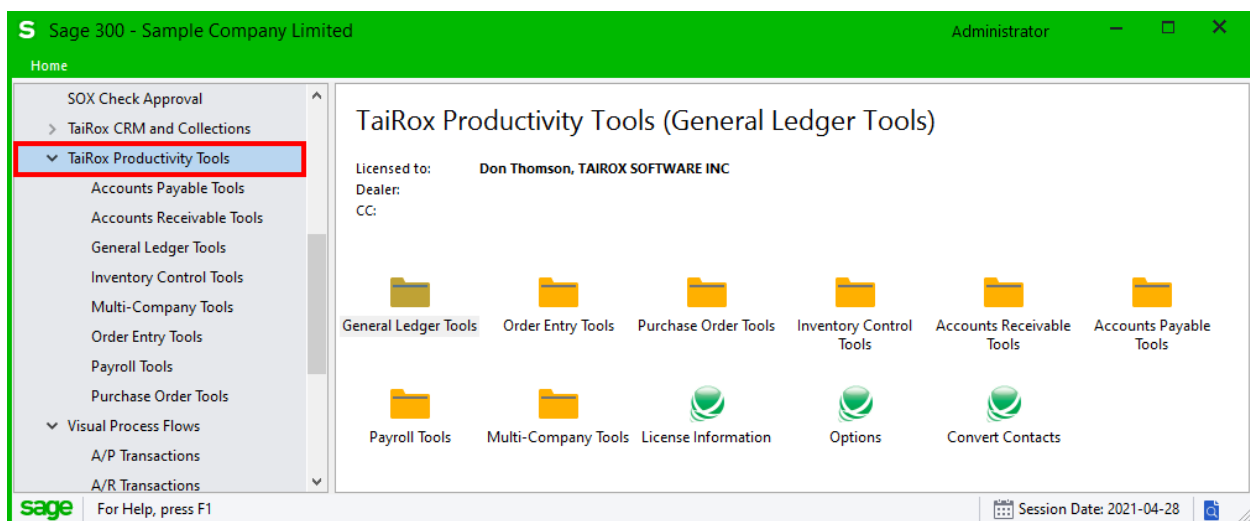 S Sage 300 - Sample Company Limited
Administrator
Home
SOX Check Approval
TaiRox CRM and Collections
TaiRox Productivity Tools
Accounts Payable Tools
Accounts Receivable Tools
General Ledger Tools
Inventory Control Tools
Multi-Company Tools
Order Entry Tools
Payroll Tools
Purchase Order Tools
Visual Process Flows
A/P Transactions
A/R Transactions
TaiRox Productivity Tools (General Ledger Tools)
Licensed to: Don Thomson, TAIROX SOFTWARE INC
Dealer:
CC:
General Ledger Tools
Order Entry Tools
Purchase Order Tools
Inventory Control
Tools
Accounts Receivable
Tools
Accounts Payable
Tools
Payroll Tools
Multi-Company Tools
License Information
Options
Convert Contacts
sage
For Help, press F1
Session Date: 2021-04-28